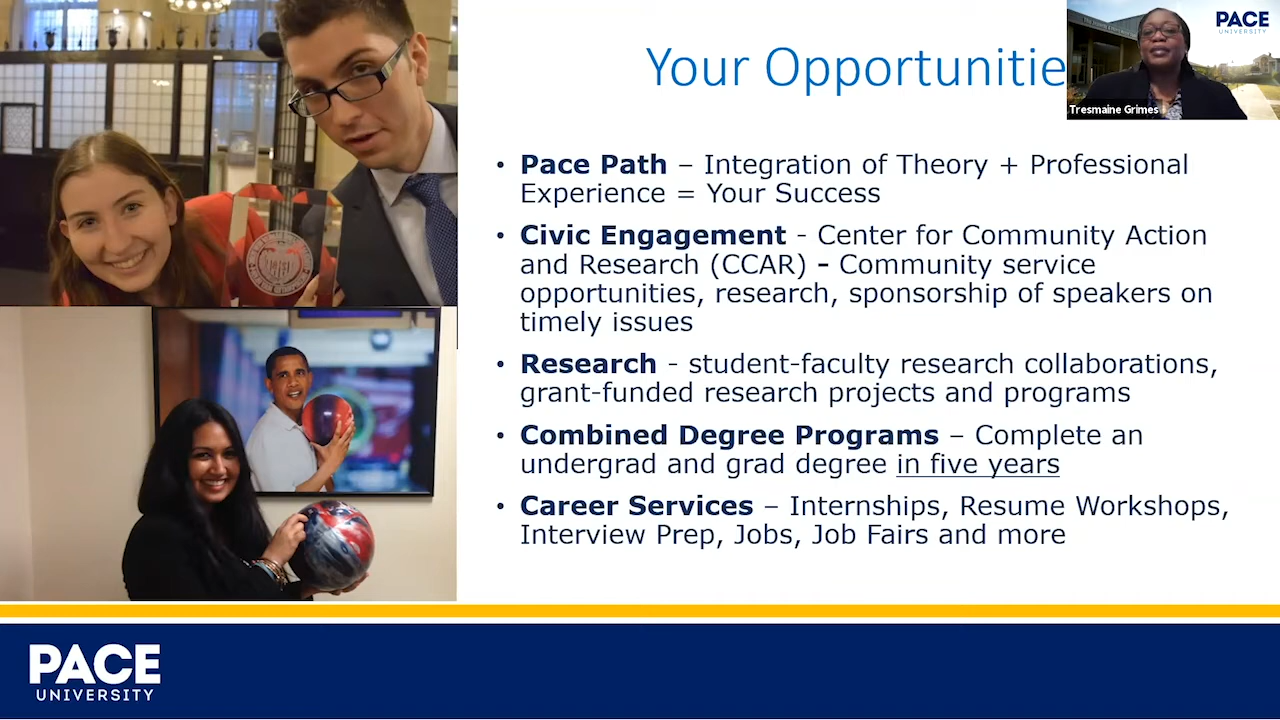 Your Opportunitie
PACE
UNIVERSITY
Tresmaine Grimes
• Pace Path – Integration of Theory + Professional
Experience = Your Success
• Civic Engagement - Center for Community Action
and Research (CCAR) - Community service
opportunities, research, sponsorship of speakers on
timely issues
• Research - student-faculty research collaborations,
grant-funded research projects and programs
• Combined Degree Programs – Complete an
undergrad and grad degree in five years
• Career Services – Internships, Resume Workshops,
Interview Prep, Jobs, Job Fairs and more
PACE
UNIVERSITY